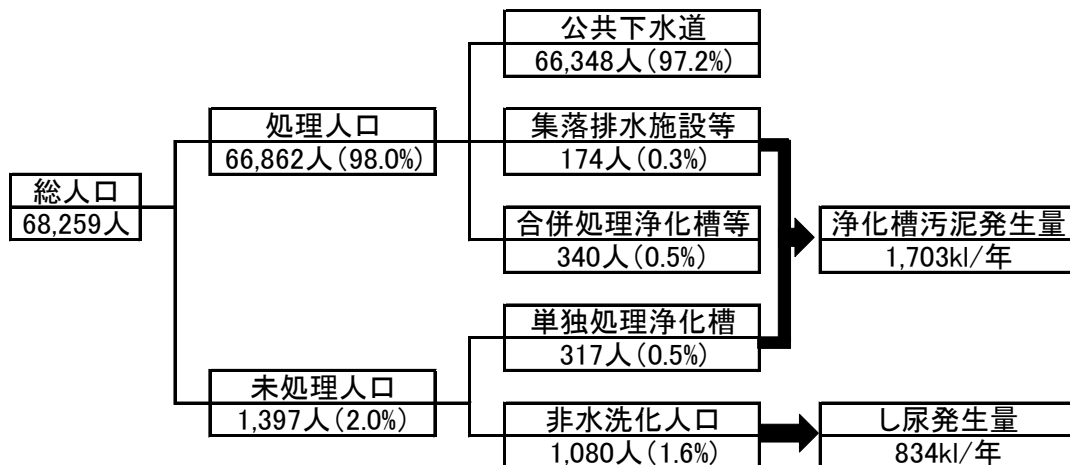 公共下水道
66,348人(97.2%)
処理人口
66,862人(98.0%)
集落排水施設等
174人(0.3%)
総人口
68,259人
合併処理浄化槽等
340人(0.5%)
浄化槽汚泥発生量
1,703kl/年
単独処理浄化槽
317人(0.5%)
未処理人口
1,397人(2.0%)
非水洗化人口
1,080人(1.6%)
し尿発生量
834kl/年